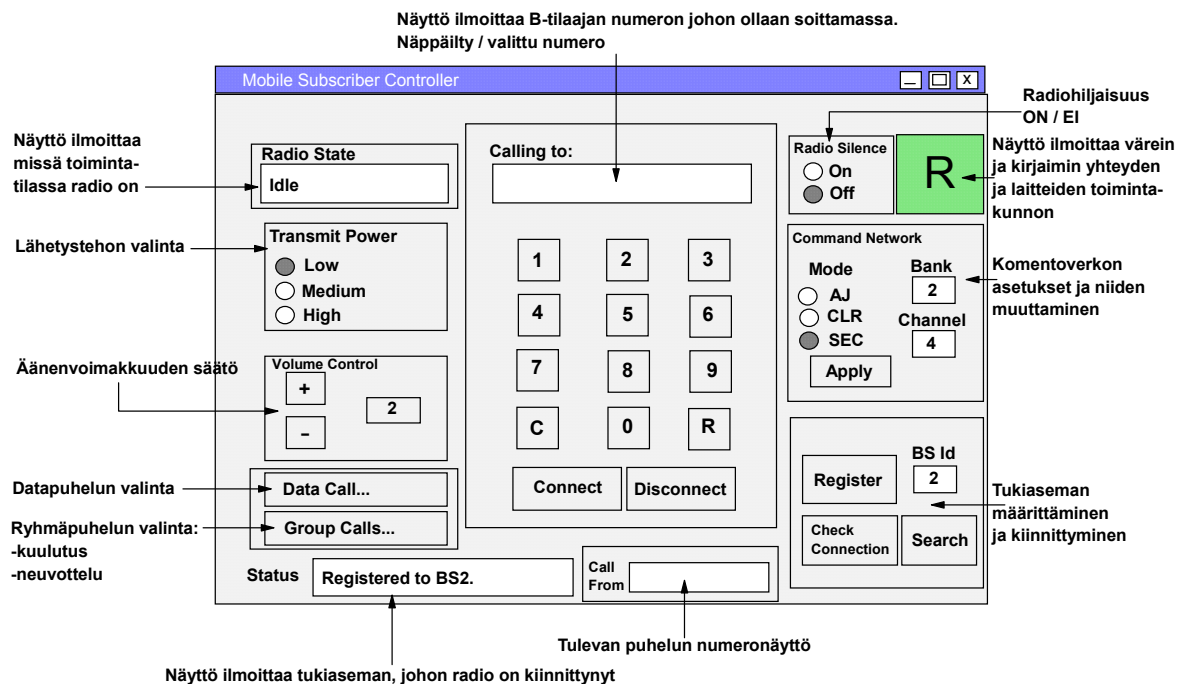 Näyttö ilmoittaa B-tilaajan numeron johon ollaan soittamassa.
Näppäilty / valittu numero
Mobile Subscriber Controller
X
Radiohiljaisuus
ON / EI
Näyttö ilmoittaa
missä toiminta-
tilassa radio on
Radio State
Idle
Calling to:
Radio Silence
On
Off
R
Näyttö ilmoittaa värein
ja kirjaimin yhteyden
ja laitteiden toiminta-
kunnon
Lähetystehon valinta
Transmit Power
Low
Medium
High
1 2 3
4 5 6
7 8 9
C 0 R
Connect Disconnect
Command Network
Mode
AJ
CLR
SEC
Bank
2
Channel
4
Apply
Komentoverkon
asetukset ja niiden
muuttaminen
Äänenvoimakkuuden säätö
Volume Control
+
2
-
Datapuhelun valinta
Data Call...
Ryhmäpuhelun valinta:
-kuulutus
-neuvottelu
Group Calls...
Register
BS Id
2
Check
Connection
Search
Tukiaseman
määrittäminen
ja kiinnittyminen
Status
Registered to BS2.
Call
From
Tulevan puhelun numeronäyttö
Näyttö ilmoittaa tukiaseman, johon radio on kiinnittynyt